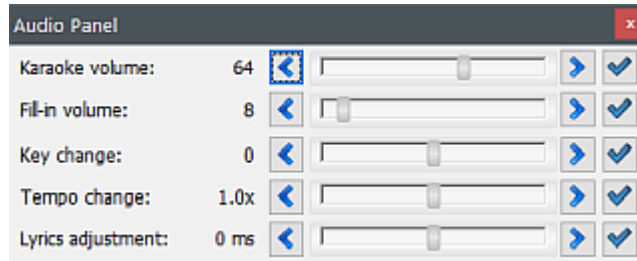 Audio Panel x
Karaoke volume: 64
Fill-in volume: 8
Key change: 0
Tempo change: 1.0x
Lyrics adjustment: 0 ms